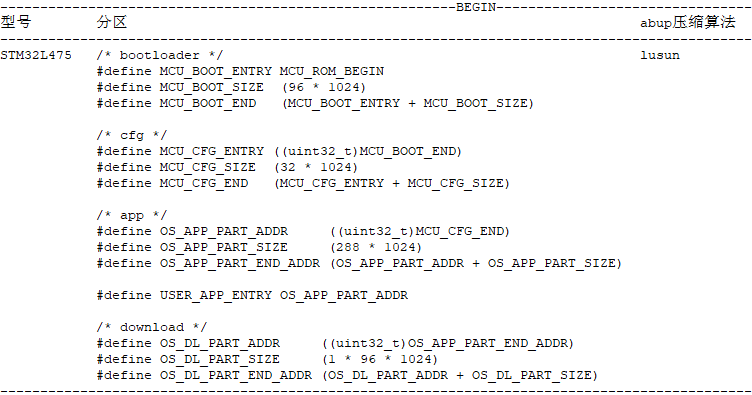 ---------------------------------------------------------BEGIN--------------------------------
型号        分区                                                                abup压缩算法
----------------------------------------------------------------------------------------------
STM32L475   /* bootloader */                                                    lusun
            #define MCU_BOOT_ENTRY MCU_ROM_BEGIN
            #define MCU_BOOT_SIZE  (96 * 1024)
            #define MCU_BOOT_END   (MCU_BOOT_ENTRY + MCU_BOOT_SIZE)

            /* cfg */
            #define MCU_CFG_ENTRY ((uint32_t)MCU_BOOT_END)
            #define MCU_CFG_SIZE  (32 * 1024)
            #define MCU_CFG_END   (MCU_CFG_ENTRY + MCU_CFG_SIZE)

            /* app */
            #define OS_APP_PART_ADDR     ((uint32_t)MCU_CFG_END)
            #define OS_APP_PART_SIZE     (288 * 1024)
            #define OS_APP_PART_END_ADDR (OS_APP_PART_ADDR + OS_APP_PART_SIZE)

            #define USER_APP_ENTRY OS_APP_PART_ADDR

            /* download */
            #define OS_DL_PART_ADDR     ((uint32_t)OS_APP_PART_END_ADDR)
            #define OS_DL_PART_SIZE     (1 * 96 * 1024)
            #define OS_DL_PART_END_ADDR (OS_DL_PART_ADDR + OS_DL_PART_SIZE)
----------------------------------------------------------------------------------------------